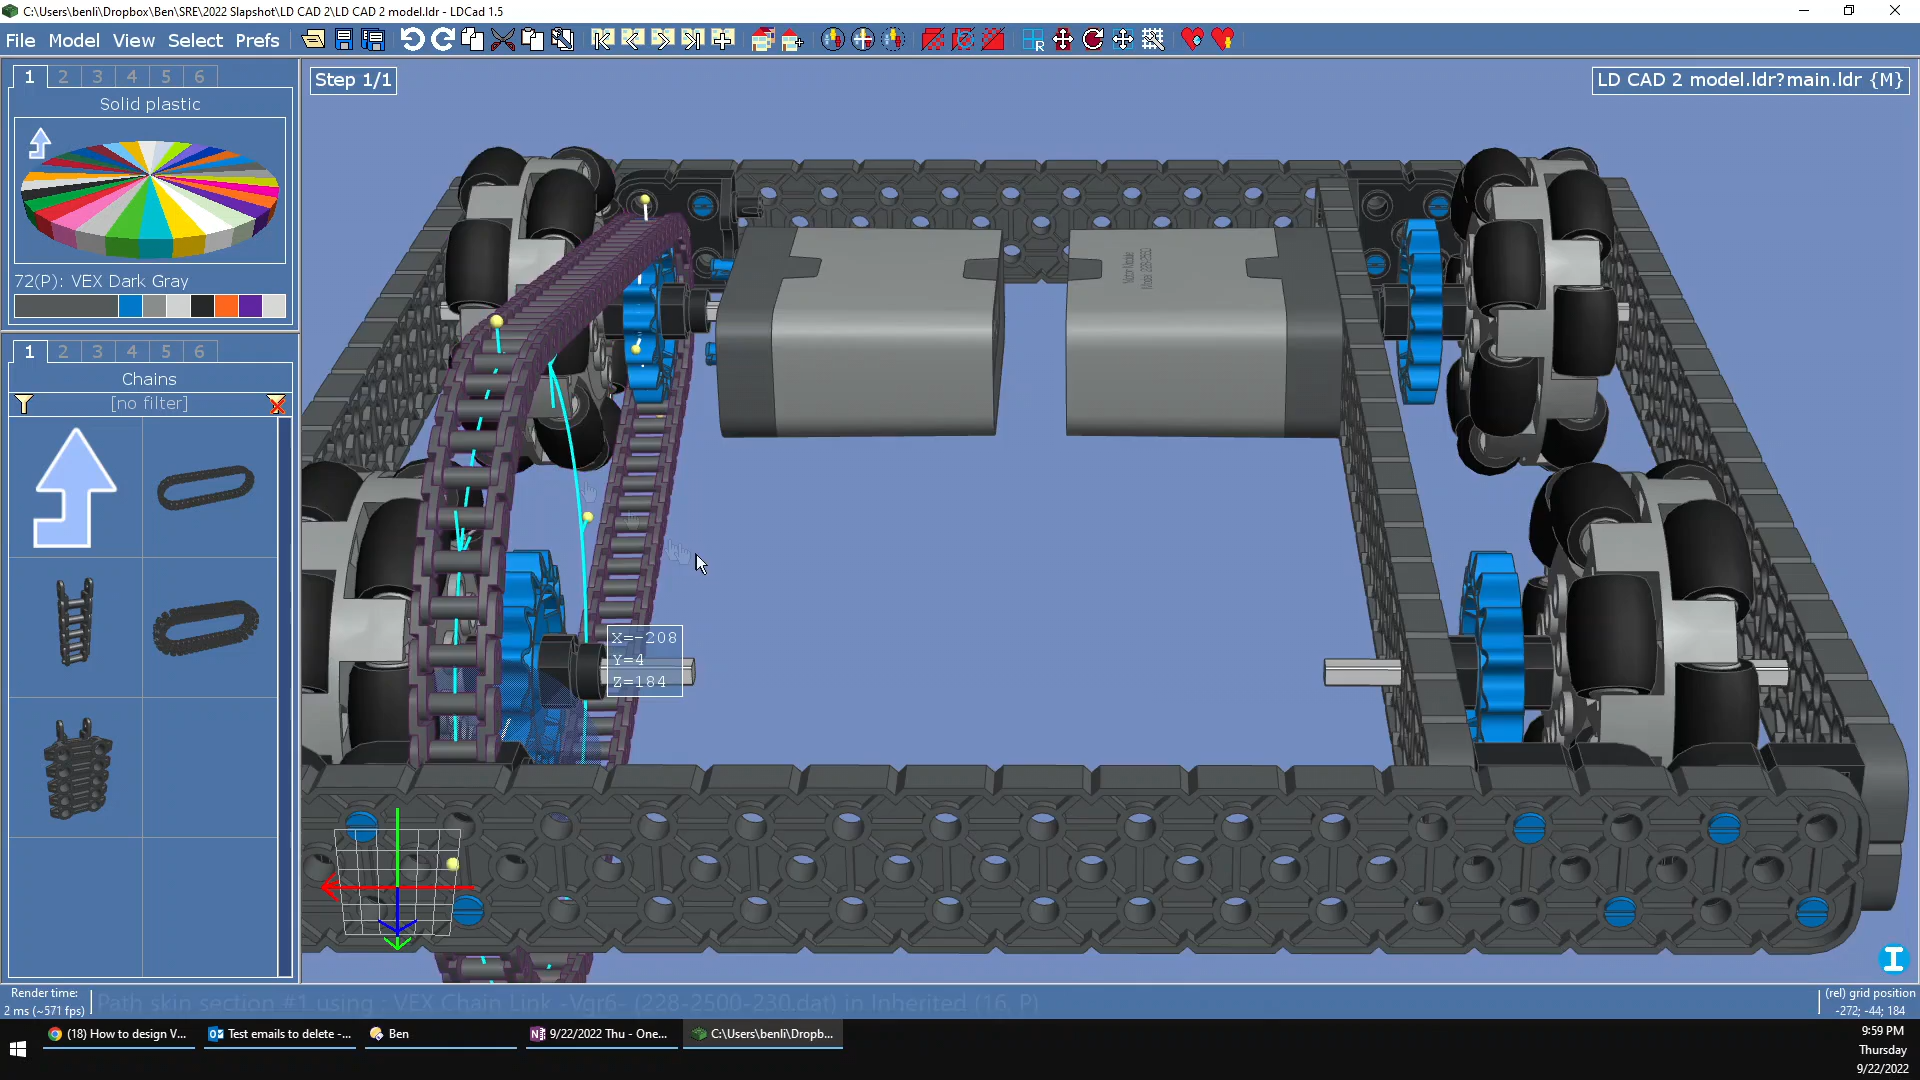 C:\Users\benli\Dropbox\Ben\SRE\2022 Slapshot\LD CAD 2\LD CAD 2 model.ldr - LDCad 1.5
File Model View Select Prefs
1 2 3 4 5 6
Solid plastic
72(P): VEX Dark Gray
1 2 3 4 5 6
Chains
[no filter]
Step 1/1
LD CAD 2 model.ldr?main.ldr {M}
X=-208
Y=4
Z=184
Render time:
2 ms (~571 fps)
Path skin section #1 using : VEX Chain Link -Vgr6- (228-2500-230.dat) in Inherited (16, P)
(rel) grid position
-272; -44; 184
(18) How to design V...
Test emails to delete -...
Ben
9/22/2022 Thu - One...
C:\Users\benli\Dropb...
9:59 PM
Thursday
9/22/2022